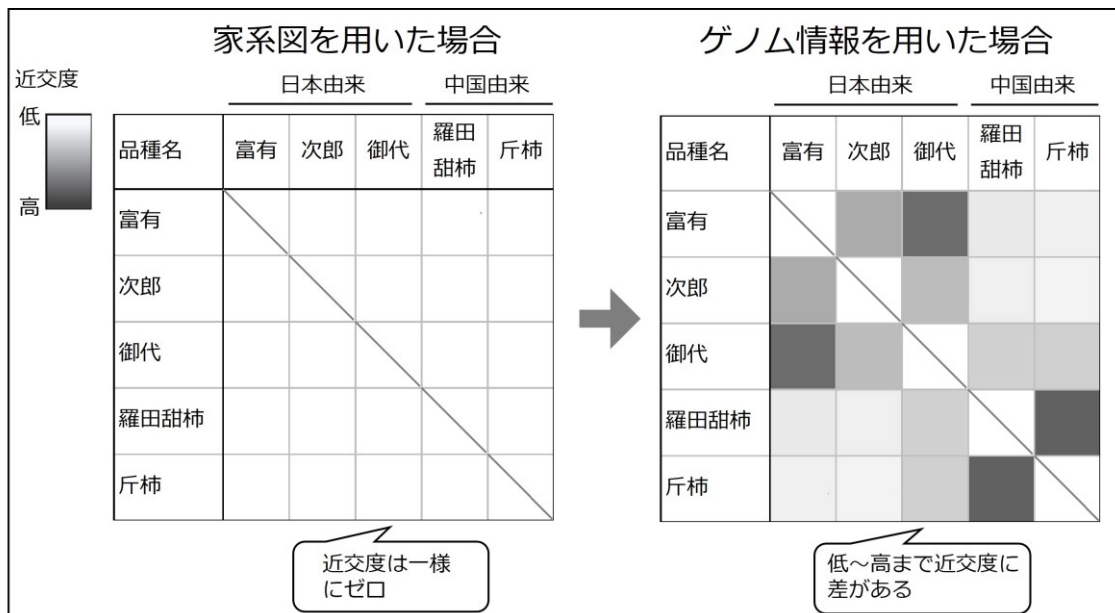 家系図を用いた場合
近交度
低
高
日本由来
中国由来
品種名
富有
次郎
御代
羅田
甜柿
斤柿
富有
次郎
御代
羅田甜柿
斤柿
近交度は一様
にゼロ
ゲノム情報を用いた場合
日本由来
中国由来
品種名
富有
次郎
御代
羅田
甜柿
斤柿
富有
次郎
御代
羅田甜柿
斤柿
低～高まで近交度に
差がある